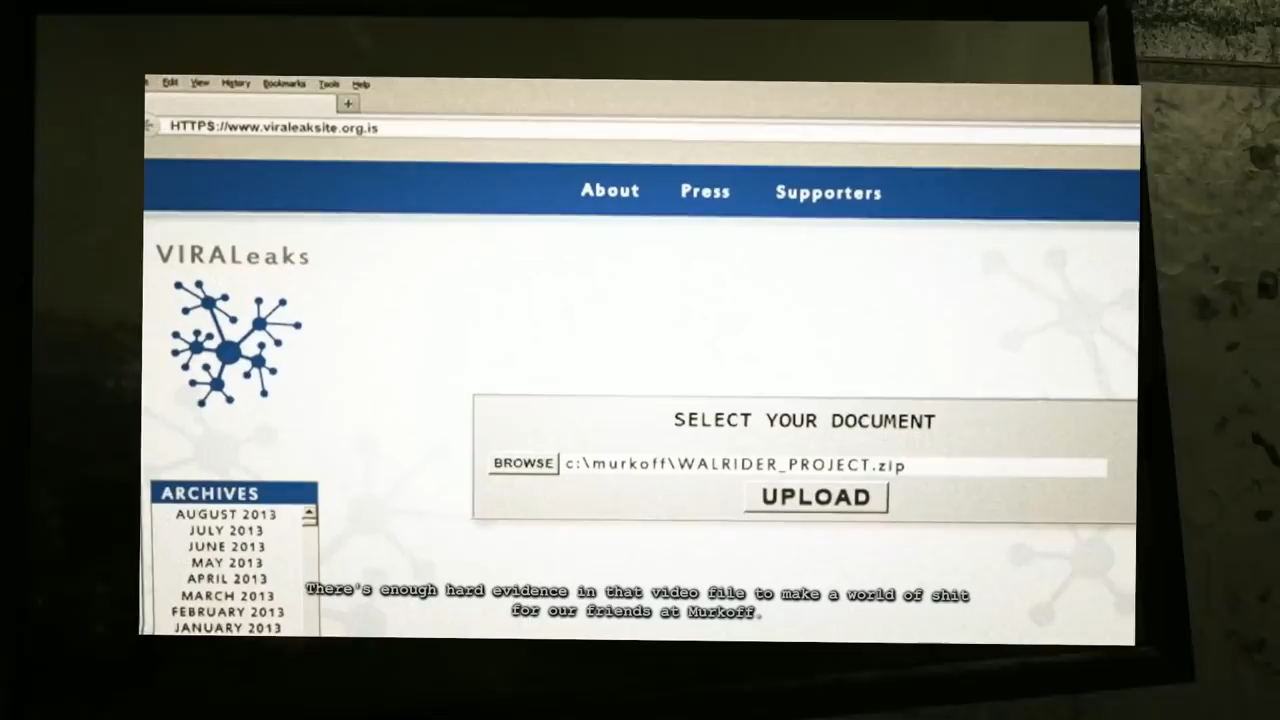 Edit View History Bookmarks Tools Help
+
HTTPS://www.viraleaksite.org.is
About Press Supporters
VIRALeaks
SELECT YOUR DOCUMENT
BROWSE c:\murkoff\WALRIDER_PROJECT.zip
UPLOAD
ARCHIVES
AUGUST 2013
JULY 2013
JUNE 2013
MAY 2013
APRIL 2013
MARCH 2013
FEBRUARY 2013
JANUARY 2013
There's enough hard evidence in that video file to make a world of shit
for our friends at Murkoff.